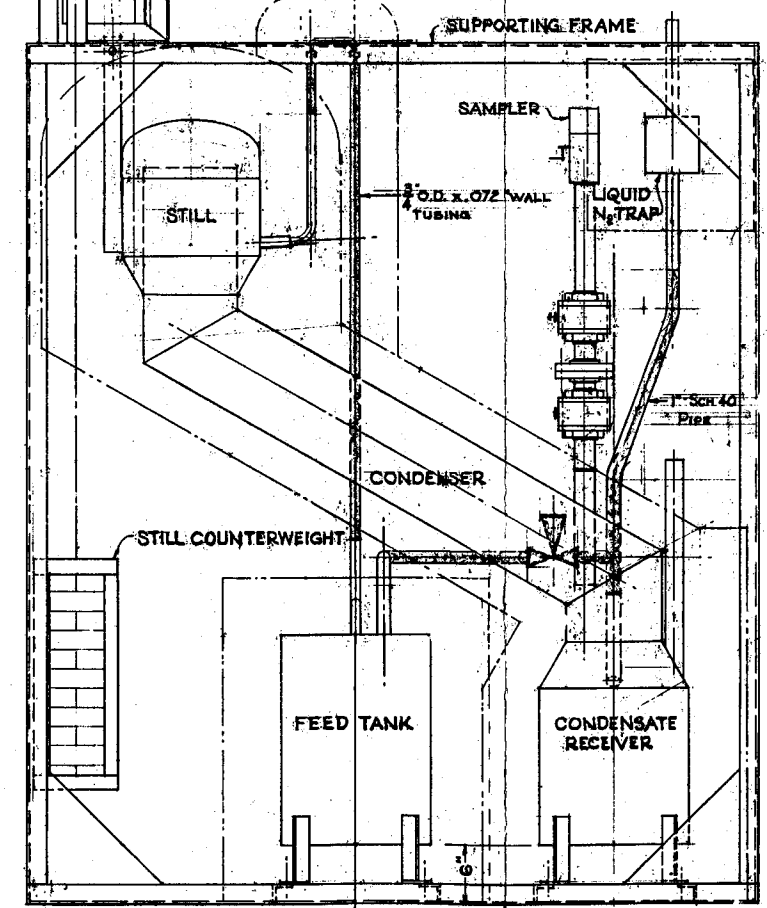 SUPPORTING FRAME
SAMPLER
3/4" O.D. x .072 "WALL
TUBING
LIQUID
N₂ TRAP
STILL
1" SCH 40
PIPE
CONDENSER
STILL COUNTERWEIGHT
FEED TANK
CONDENSATE
RECEIVER
6"